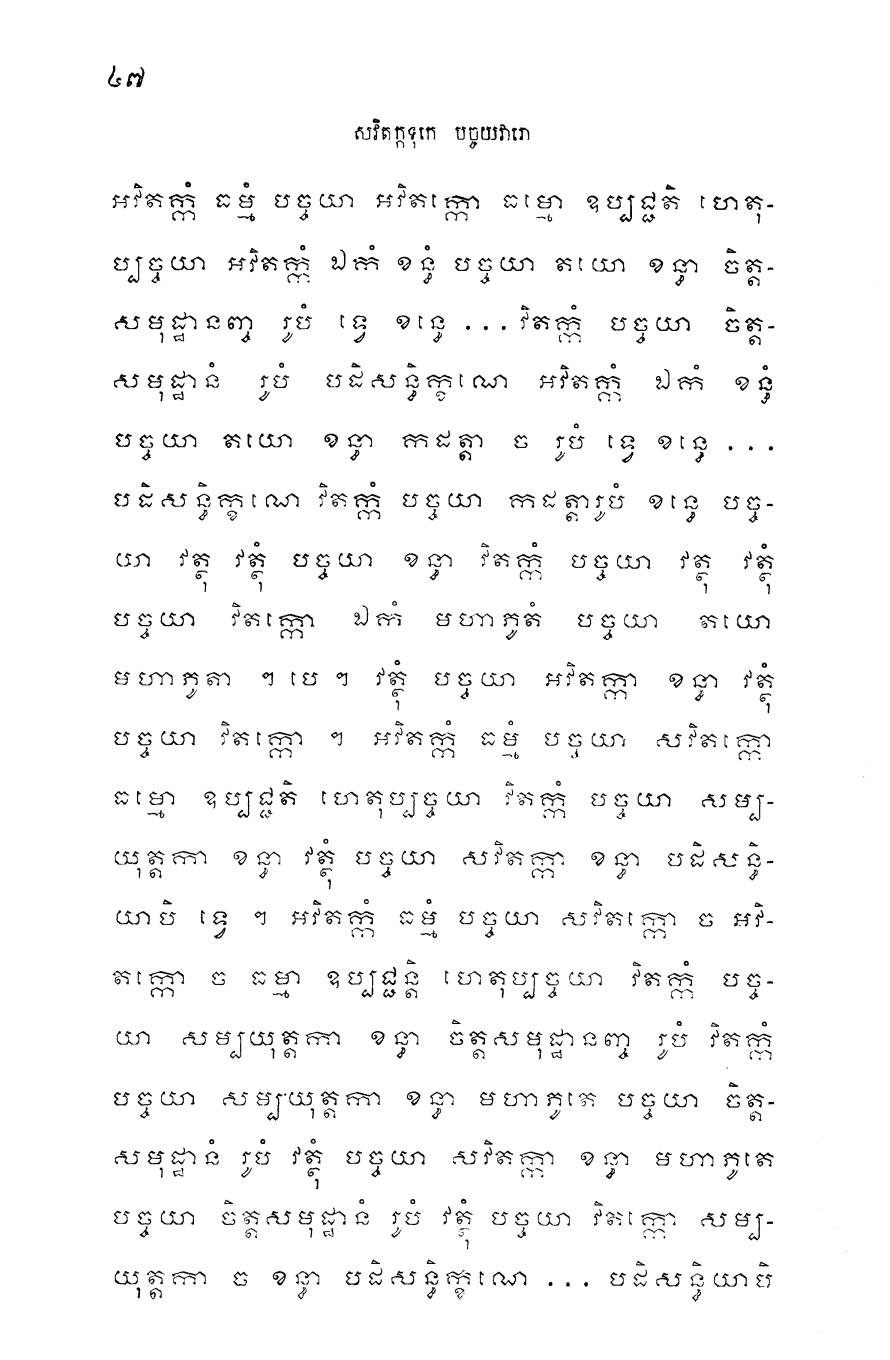 ៤៧
សវិតក្កទុកេ បច្ចយវារោ
អវិតក្កំ ធម្មំ បច្ចយា អវិតក្កោ ធម្មោ ឧប្បជ្ជតិ ហេតុ-
ប្បច្ចយា អវិតក្កំ ឯកំ ខន្ធំ បច្ចយា តយោ ខន្ធា ចិត្ត-
សមុដ្ឋានញ្ច រូបំ ទ្វេ ខន្ធេ ... វិតក្កំ បច្ចយា ចិត្ត-
សមុដ្ឋានំ រូបំ បដិសន្ធិក្ខណេ អវិតក្កំ ឯកំ ខន្ធំ
បច្ចយា តយោ ខន្ធា កដត្តា ច រូបំ ទ្វេ ខន្ធេ ...
បដិសន្ធិក្ខណេ វិតក្កំ បច្ចយា កដត្តារូបំ ខន្ធេ បច្ច-
យា វត្ថុ វត្ថុំ បច្ចយា ខន្ធា វិតក្កំ បច្ចយា វត្ថុ វត្ថុំ
បច្ចយា វិតក្កោ ឯកំ មហាភូតំ បច្ចយា តយោ
មហាភូតា ។ បេ ។ វត្ថុំ បច្ចយា អវិតក្កា ខន្ធា វត្ថុំ
បច្ចយា វិតក្កោ ។ អវិតក្កំ ធម្មំ បច្ចយា សវិតក្កោ
ធម្មោ ឧប្បជ្ជតិ ហេតុប្បច្ចយា វិតក្កំ បច្ចយា សម្ប-
យុត្តកា ខន្ធា វត្ថុំ បច្ចយា សវិតក្កា ខន្ធា បដិសន្ធិ-
យាបិ ទ្វេ ។ អវិតក្កំ ធម្មំ បច្ចយា សវិតក្កោ ច អវិ-
តក្កោ ច ធម្មា ឧប្បជ្ជន្តិ ហេតុប្បច្ចយា វិតក្កំ បច្ច-
យា សម្បយុត្តកា ខន្ធា ចិត្តសមុដ្ឋានញ្ច រូបំ វិតក្កំ
បច្ចយា សម្បយុត្តកា ខន្ធា មហាភូតេ បច្ចយា ចិត្ត-
សមុដ្ឋានំ រូបំ វត្ថុំ បច្ចយា សវិតក្កា ខន្ធា មហាភូតេ
បច្ចយា ចិត្តសមុដ្ឋានំ រូបំ វត្ថុំ បច្ចយា វិតក្កោ សម្ប-
យុត្តកា ច ខន្ធា បដិសន្ធិក្ខណេ ... បដិសន្ធិយាបិ